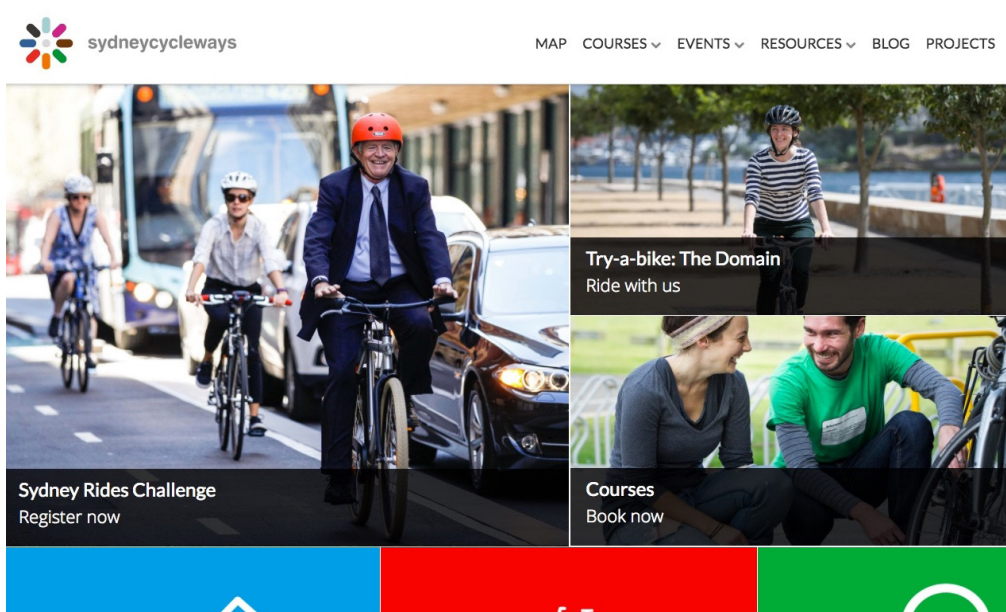 sydneycycleways
MAP COURSES EVENTS RESOURCES BLOG PROJECTS
Try-a-bike: The Domain
Ride with us
Sydney Rides Challenge
Register now
Courses
Book now